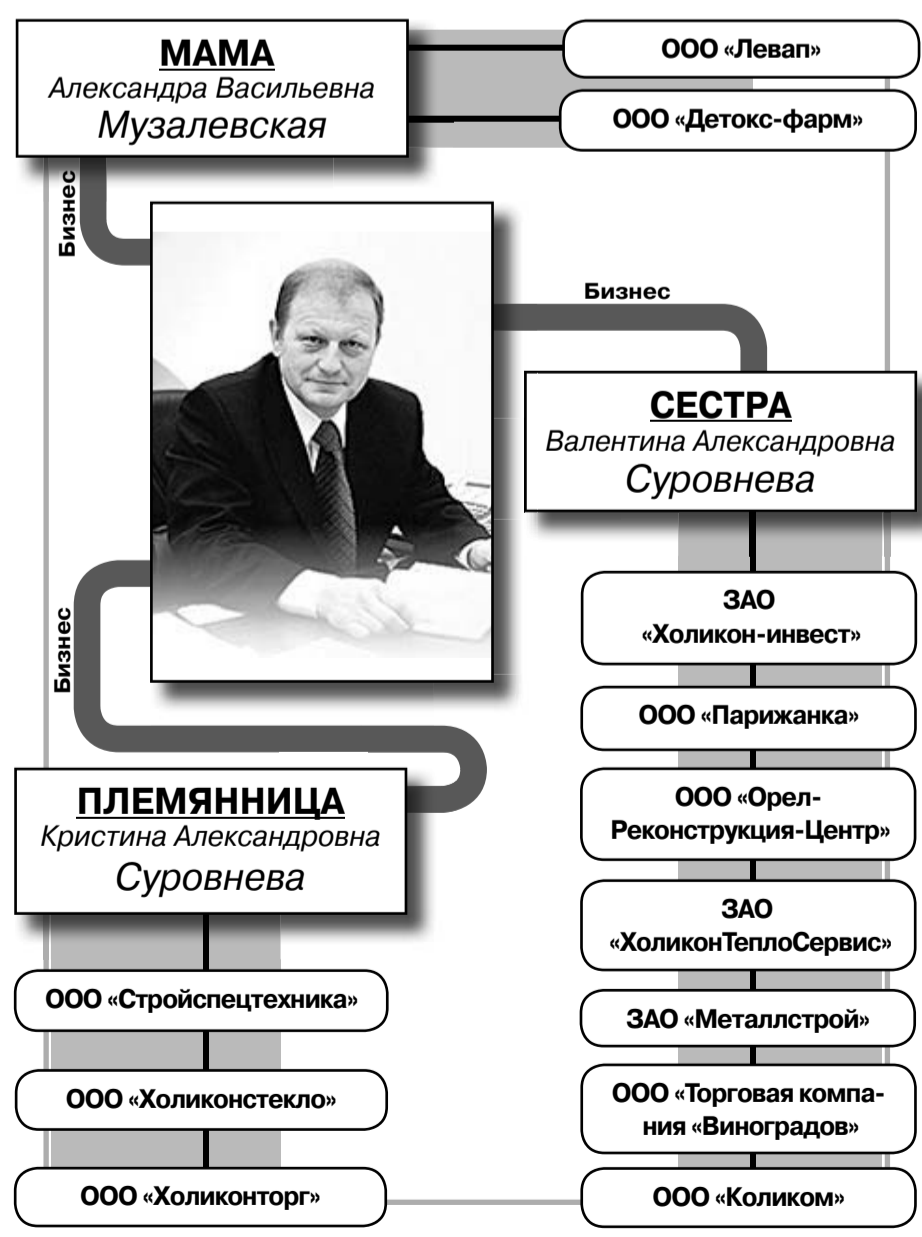 МАМА
Александра Васильевна
Музалевская
ООО «Левап»
ООО «Детокс-фарм»
Бизнес
Бизнес
СЕСТРА
Валентина Александровна
Суровнева
ЗАО
«Холикон-инвест»
ООО «Парижанка»
ООО «Орел-
Реконструкция-Центр»
ЗАО
«ХоликонТеплоСервис»
ЗАО «Металлстрой»
ООО «Торговая компа-
ния «Виноградов»
ООО «Коликом»
Бизнес
ПЛЕМЯННИЦА
Кристина Александровна
Суровнева
ООО «Стройспецтехника»
ООО «Холиконстекло»
ООО «Холиконторг»